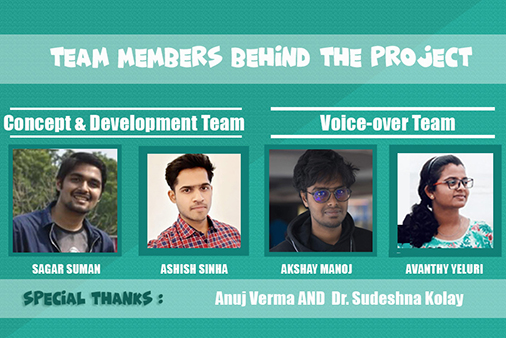 TEAM MEMBERS BEHIND THE PROJECT
Concept & Development Team
Voice-over Team
SAGAR SUMAN
ASHISH SINHA
AKSHAY MANOJ
AVANTHY YELURI
SPECIAL THANKS : Anuj Verma AND Dr. Sudeshna Kolay